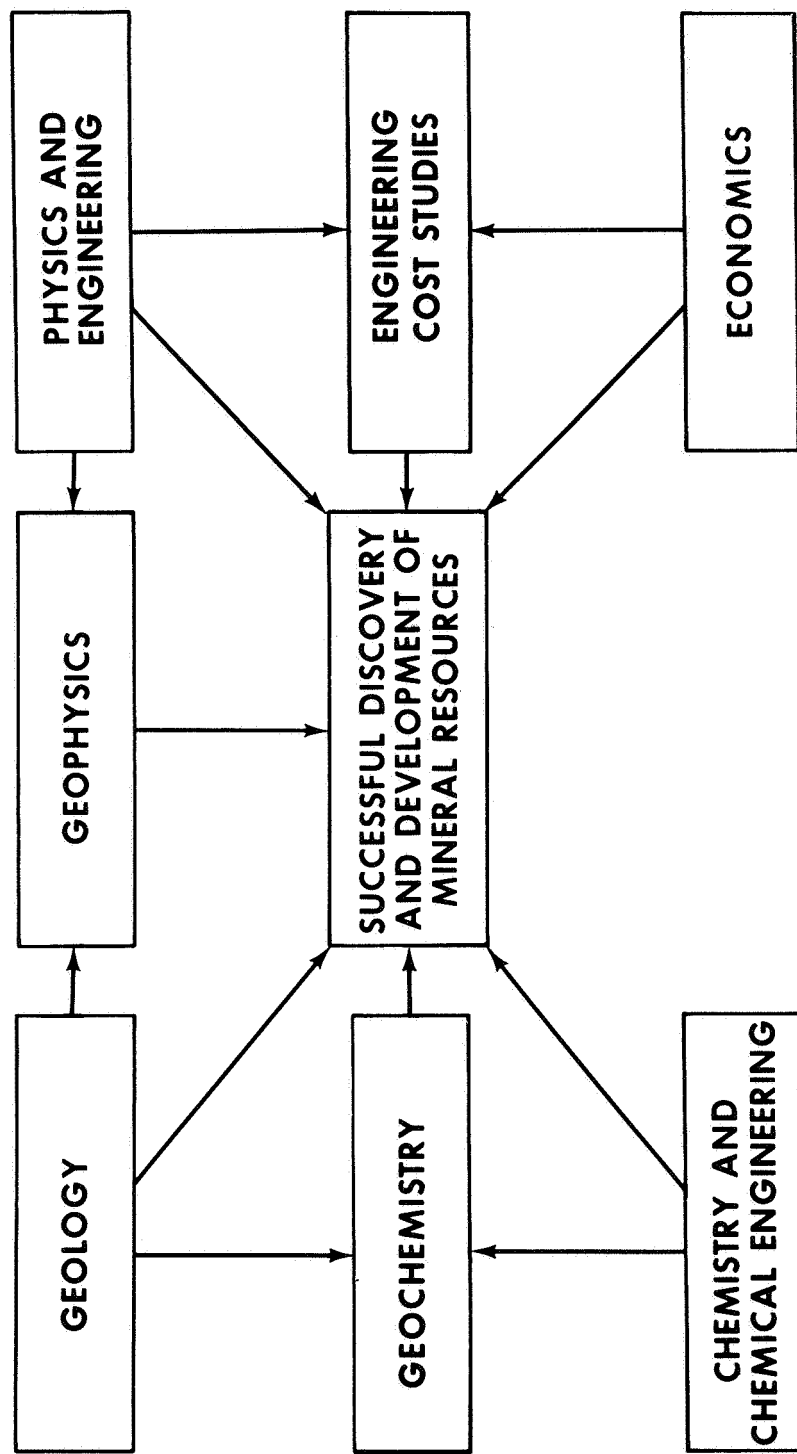 GEOLOGY
GEOPHYSICS
PHYSICS AND
ENGINEERING
GEOCHEMISTRY
SUCCESSFUL DISCOVERY
AND DEVELOPMENT OF
MINERAL RESOURCES
ENGINEERING
COST STUDIES
CHEMISTRY AND
CHEMICAL ENGINEERING
ECONOMICS